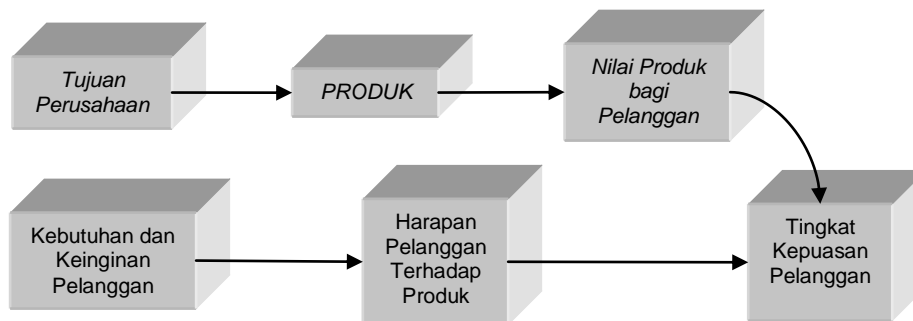 Tujuan
Perusahaan
PRODUK
Nilai Produk
bagi
Pelanggan
Kebutuhan dan
Keinginan
Pelanggan
Harapan
Pelanggan
Terhadap
Produk
Tingkat
Kepuasan
Pelanggan